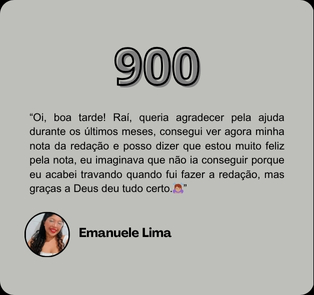 900
“Oi, boa tarde! Raí, queria agradecer pela ajuda
durante os últimos meses, consegui ver agora minha
nota da redação e posso dizer que estou muito feliz
pela nota, eu imaginava que não ia conseguir porque
eu acabei travando quando fui fazer a redação, mas
graças a Deus deu tudo certo.🙇🏽‍♀️”
Emanuele Lima